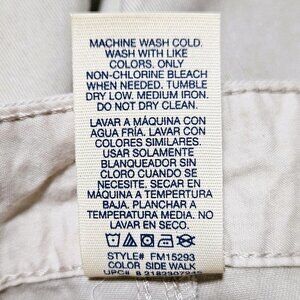 MACHINE WASH COLD.
WASH WITH LIKE
COLORS. ONLY
NON-CHLORINE BLEACH
WHEN NEEDED. TUMBLE
DRY LOW. MEDIUM IRON.
DO NOT DRY CLEAN.
LAVAR A MÁQUINA CON
AGUA FRÍA. LAVAR CON
COLORES SIMILARES.
USAR SOLAMENTE
BLANQUEADOR SIN
CLORO CUANDO SE
NECESITE. SECAR EN
MÁQUINA A TEMPERATURA
BAJA. PLANCHAR A
TEMPERATURA MEDIA. NO
LAVAR EN SECO.
STYLE# FM15293
COLOR SIDE WALK
UPC# 8